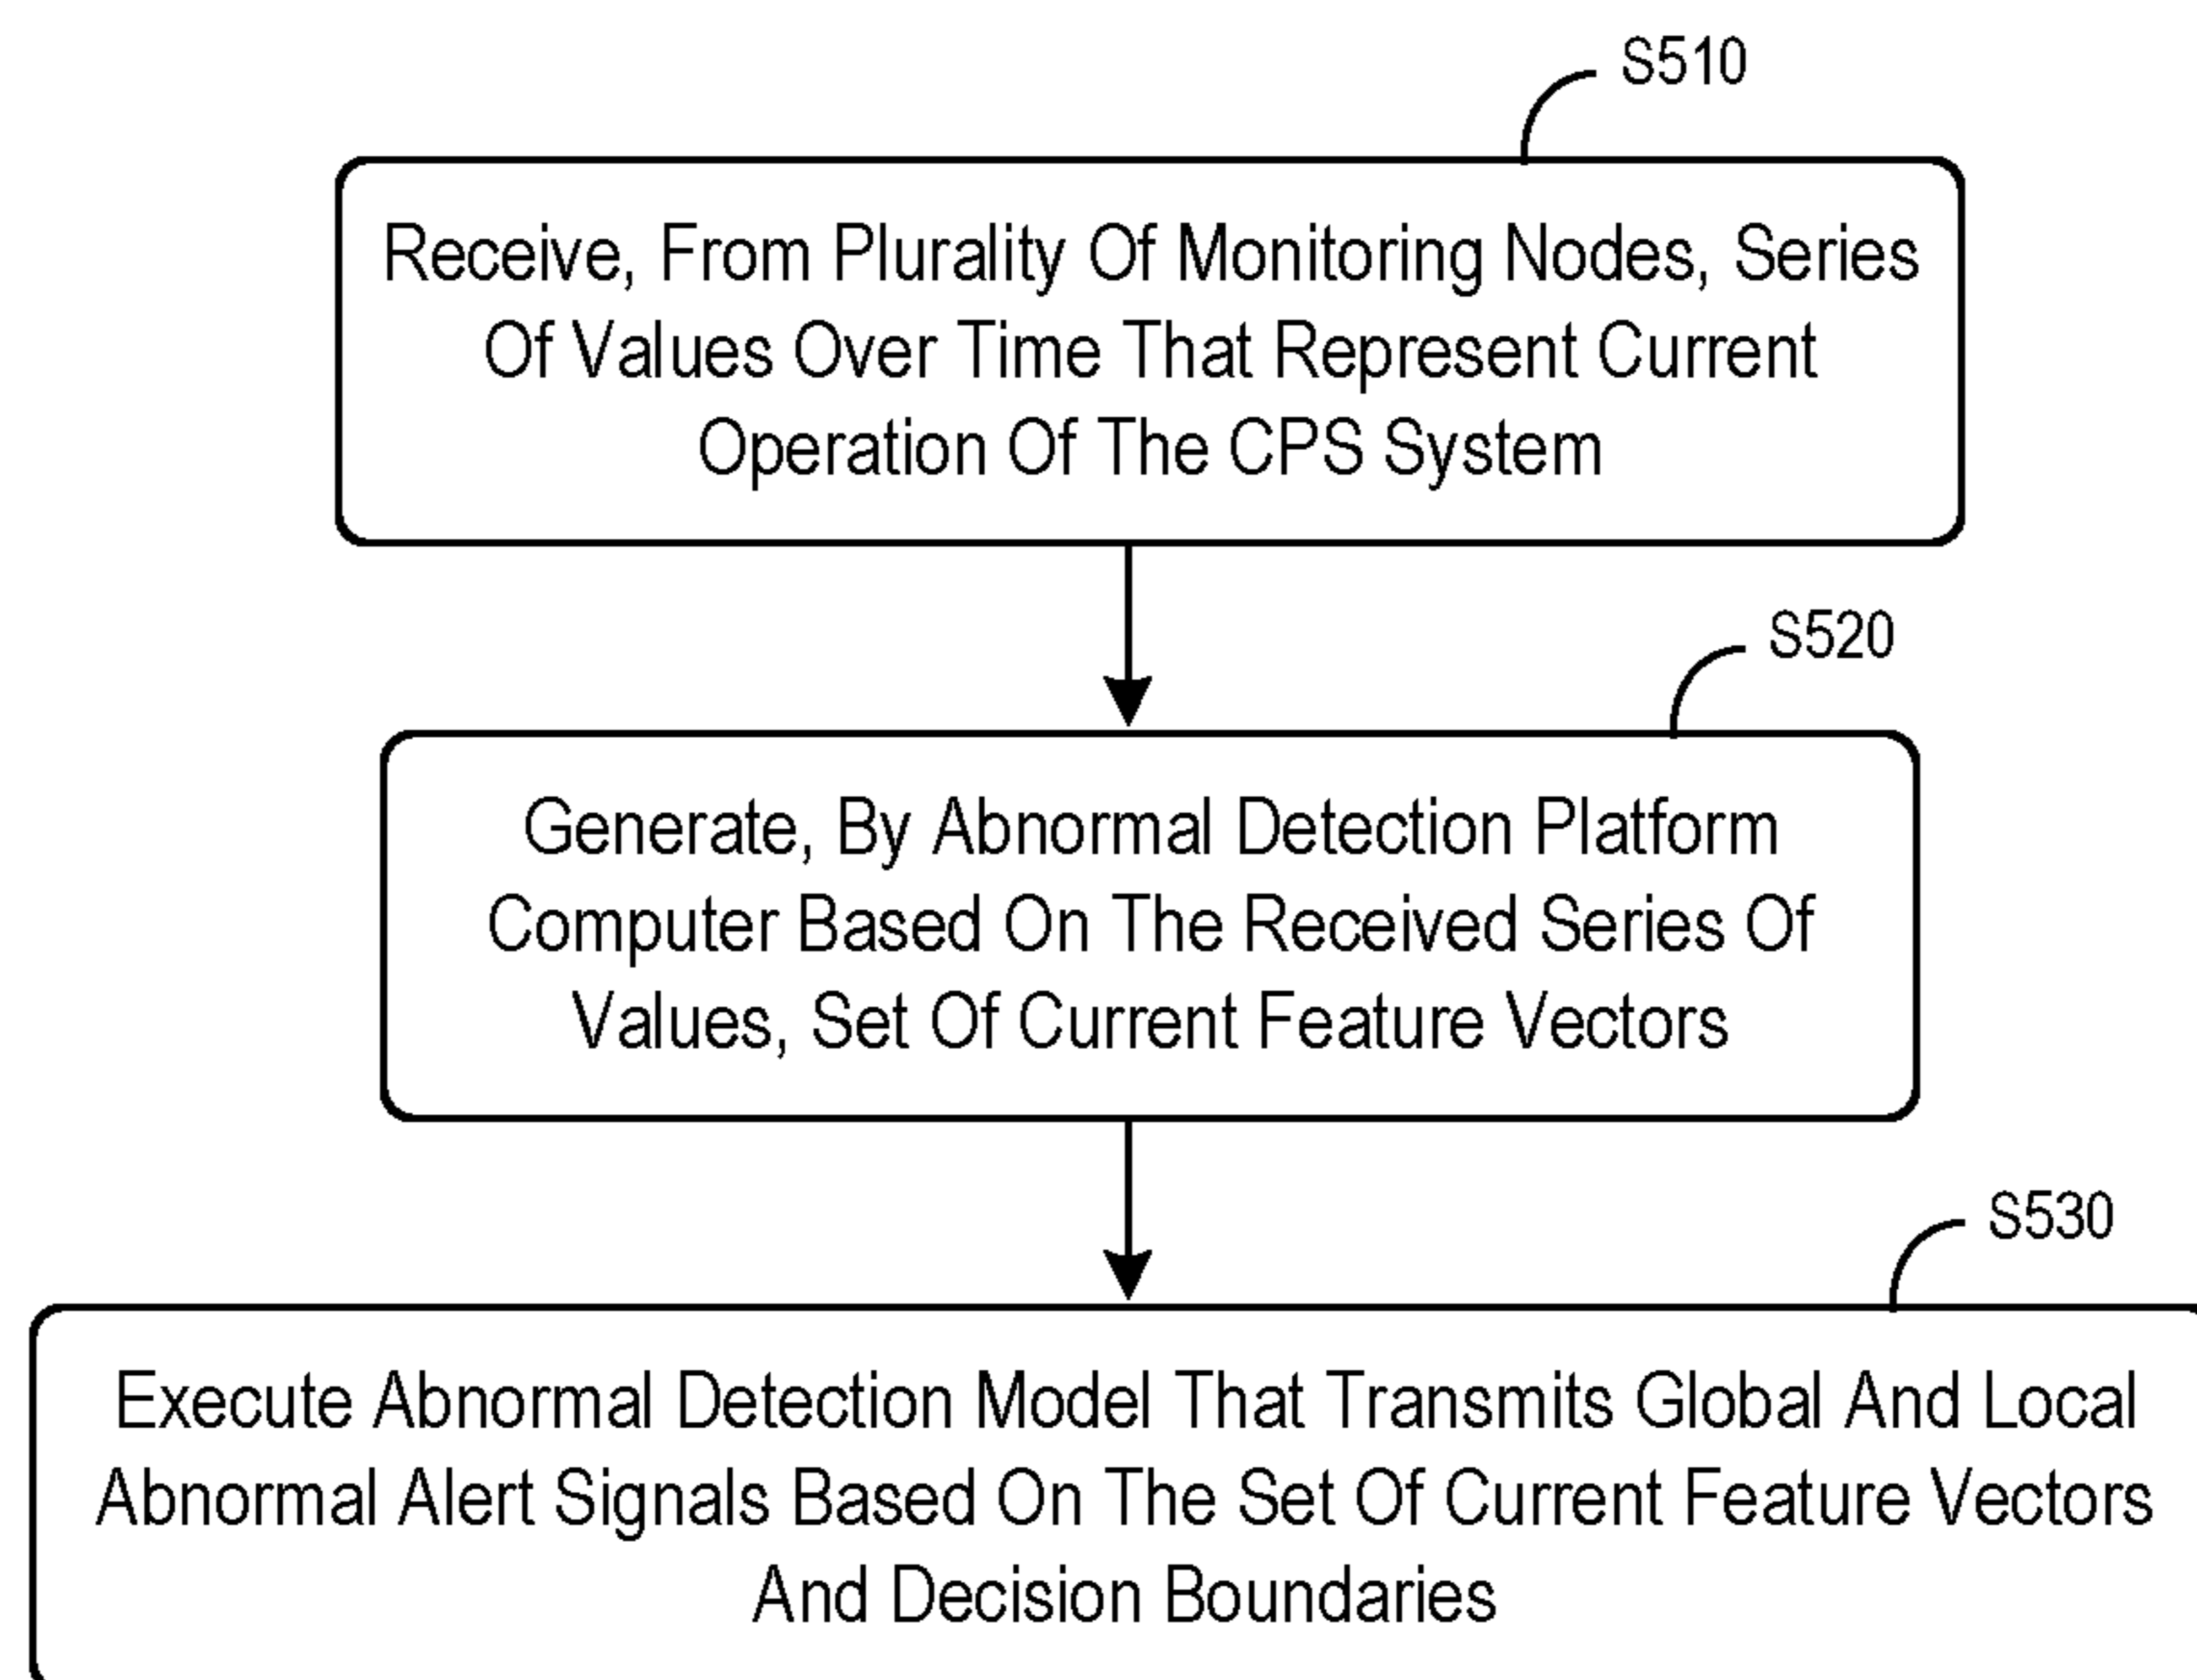 S510
Receive, From Plurality Of Monitoring Nodes, Series
Of Values Over Time That Represent Current
Operation Of The CPS System
S520
Generate, By Abnormal Detection Platform
Computer Based On The Received Series Of
Values, Set Of Current Feature Vectors
S530
Execute Abnormal Detection Model That Transmits Global And Local
Abnormal Alert Signals Based On The Set Of Current Feature Vectors
And Decision Boundaries